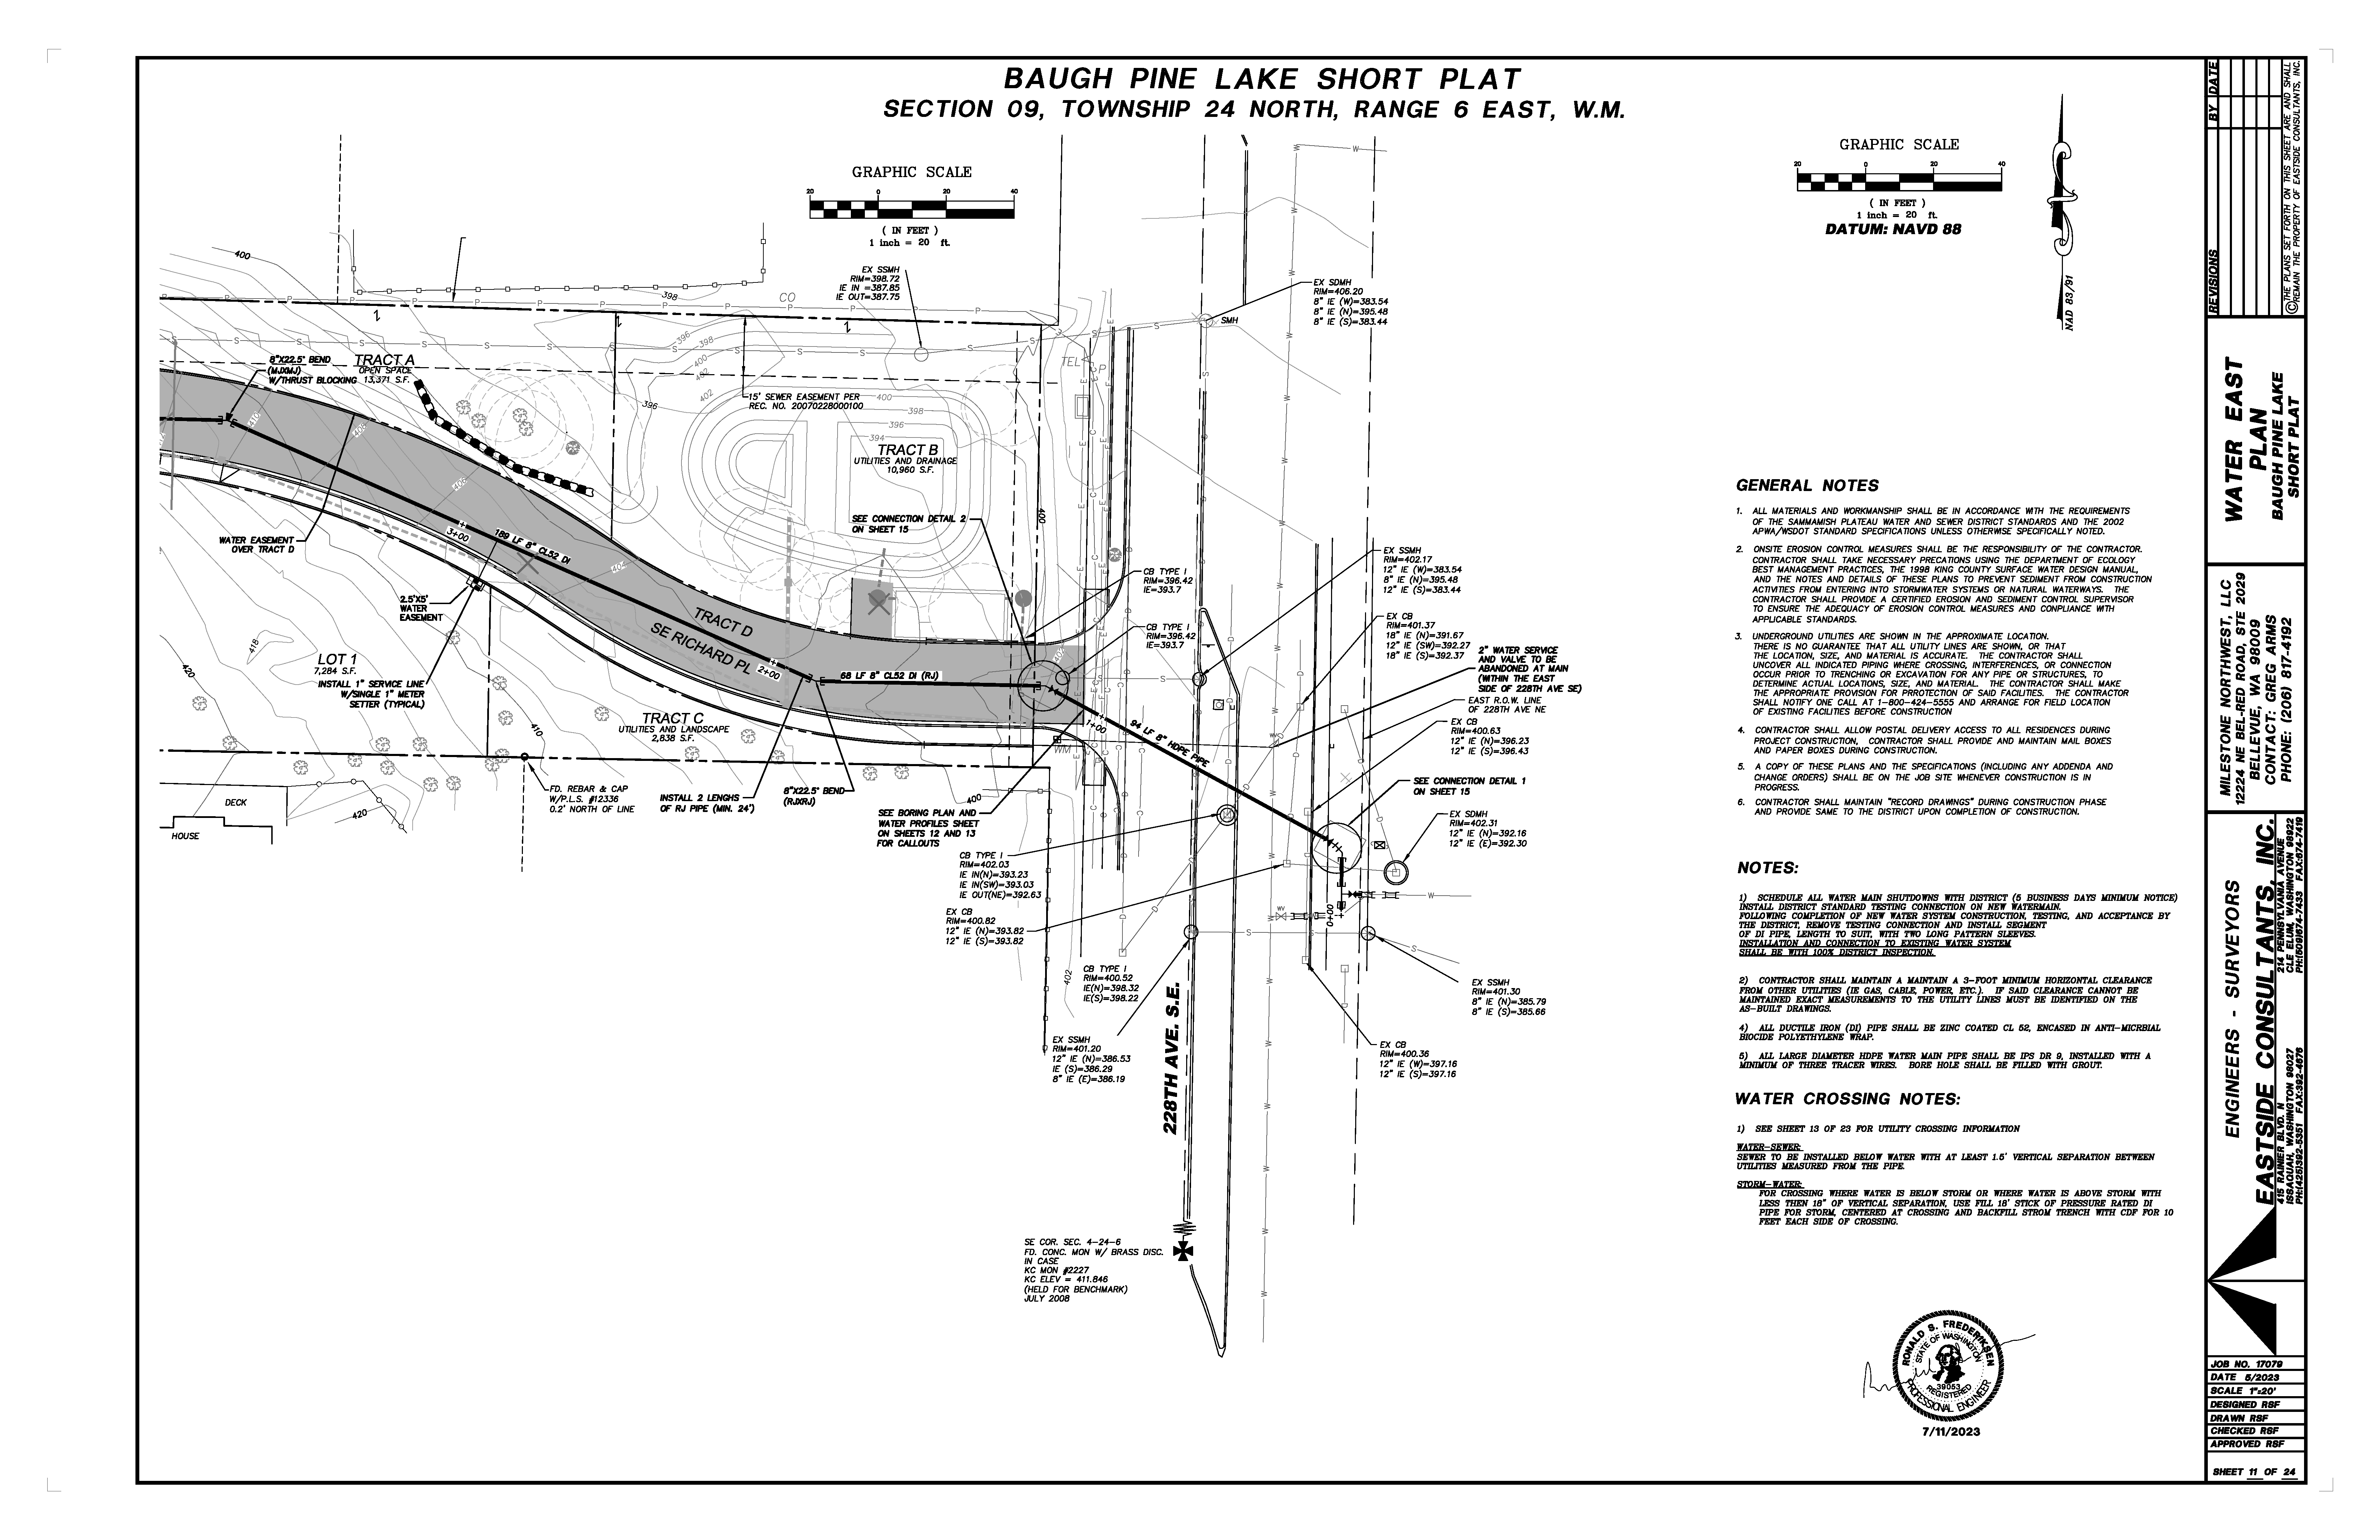 BAUGH PINE LAKE SHORT PLAT
SECTION 09, TOWNSHIP 24 NORTH, RANGE 6 EAST, W.M.
GRAPHIC SCALE
20 0 20 40
( IN FEET )
1 inch = 20 ft.
GRAPHIC SCALE
20 0 20 40
( IN FEET )
1 inch = 20 ft.
DATUM: NAVD 88
NAD 83/91
EX SSMH
RIM=398.72
IE IN =387.85
IE OUT=387.75
EX SDMH
RIM=406.20
8" IE (W)=383.54
8" IE (N)=395.48
8" IE (S)=383.44
SMH
400
398
CO
8"X22.5° BEND
(MJXMJ)
W/THRUST BLOCKING
TRACT A
OPEN SPACE
13,371 S.F.
15' SEWER EASEMENT PER
REC. NO. 20070228000100
396
398
400
402
396
402
400
398
396
394
TEL
P
TRACT B
UTILITIES AND DRAINAGE
10,960 S.F.
SEE CONNECTION DETAIL 2
ON SHEET 15
400
WATER EASEMENT
OVER TRACT D
3+00
189 LF 8" CL52 DI
404
2.5'X5'
WATER
EASEMENT
TRACT D
SE RICHARD PL
2+00
68 LF 8" CL52 DI (RJ)
CB TYPE I
RIM=396.42
IE=393.7
CB TYPE I
RIM=396.42
IE=393.7
EX SSMH
RIM=402.17
12" IE (W)=383.54
8" IE (N)=395.48
12" IE (S)=383.44
EX CB
RIM=401.37
18" IE (N)=391.67
12" IE (SW)=392.27
18" IE (S)=392.37
2" WATER SERVICE
AND VALVE TO BE
ABANDONED AT MAIN
(WITHIN THE EAST
SIDE OF 228TH AVE SE)
EAST R.O.W. LINE
OF 228TH AVE NE
EX CB
RIM=400.63
12" IE (N)=396.23
12" IE (S)=396.43
SEE CONNECTION DETAIL 1
ON SHEET 15
EX SDMH
RIM=402.31
12" IE (N)=392.16
12" IE (E)=392.30
418
420
LOT 1
7,284 S.F.
INSTALL 1" SERVICE LINE
W/SINGLE 1" METER
SETTER (TYPICAL)
410
TRACT C
UTILITIES AND LANDSCAPE
2,838 S.F.
1+00
94 LF 8" HDPE PIPE
WM
WV
FD. REBAR & CAP
W/P.L.S. #12336
0.2' NORTH OF LINE
INSTALL 2 LENGHS
OF RJ PIPE (MIN. 24')
8"X22.5° BEND
(RJXRJ)
400
SEE BORING PLAN AND
WATER PROFILES SHEET
ON SHEETS 12 AND 13
FOR CALLOUTS
DECK
HOUSE
420
CB TYPE I
RIM=402.03
IE IN(N)=393.23
IE IN(SW)=393.03
IE OUT(NE)=392.63
EX CB
RIM=400.82
12" IE (N)=393.82
12" IE (S)=393.82
CB TYPE I
RIM=400.52
IE(N)=398.32
IE(S)=398.22
402
WV
0+00
EX SSMH
RIM=401.30
8" IE (N)=385.79
8" IE (S)=385.66
EX SSMH
RIM=401.20
12" IE (N)=386.53
IE (S)=386.29
8" IE (E)=386.19
EX CB
RIM=400.36
12" IE (W)=397.16
12" IE (S)=397.16
228TH AVE. S.E.
SE COR. SEC. 4-24-6
FD. CONC. MON W/ BRASS DISC.
IN CASE
KC MON #2227
KC ELEV = 411.846
(HELD FOR BENCHMARK)
JULY 2008
GENERAL NOTES
1. ALL MATERIALS AND WORKMANSHIP SHALL BE IN ACCORDANCE WITH THE REQUIREMENTS
OF THE SAMMAMISH PLATEAU WATER AND SEWER DISTRICT STANDARDS AND THE 2002
APWA/WSDOT STANDARD SPECIFICATIONS UNLESS OTHERWISE SPECIFICALLY NOTED.
2. ONSITE EROSION CONTROL MEASURES SHALL BE THE RESPONSIBILITY OF THE CONTRACTOR.
CONTRACTOR SHALL TAKE NECESSARY PRECATIONS USING THE DEPARTMENT OF ECOLOGY
BEST MANAGEMENT PRACTICES, THE 1998 KING COUNTY SURFACE WATER DESIGN MANUAL,
AND THE NOTES AND DETAILS OF THESE PLANS TO PREVENT SEDIMENT FROM CONSTRUCTION
ACTIVITIES FROM ENTERING INTO STORMWATER SYSTEMS OR NATURAL WATERWAYS. THE
CONTRACTOR SHALL PROVIDE A CERTIFIED EROSION AND SEDIMENT CONTROL SUPERVISOR
TO ENSURE THE ADEQUACY OF EROSION CONTROL MEASURES AND CONPLIANCE WITH
APPLICABLE STANDARDS.
3. UNDERGROUND UTILITIES ARE SHOWN IN THE APPROXIMATE LOCATION.
THERE IS NO GUARANTEE THAT ALL UTILITY LINES ARE SHOWN, OR THAT
THE LOCATION, SIZE, AND MATERIAL IS ACCURATE. THE CONTRACTOR SHALL
UNCOVER ALL INDICATED PIPING WHERE CROSSING, INTERFERENCES, OR CONNECTION
OCCUR PRIOR TO TRENCHING OR EXCAVATION FOR ANY PIPE OR STRUCTURES, TO
DETERMINE ACTUAL LOCATIONS, SIZE, AND MATERIAL. THE CONTRACTOR SHALL MAKE
THE APPROPRIATE PROVISION FOR PRROTECTION OF SAID FACILITIES. THE CONTRACTOR
SHALL NOTIFY ONE CALL AT 1-800-424-5555 AND ARRANGE FOR FIELD LOCATION
OF EXISTING FACILITIES BEFORE CONSTRUCTION
4. CONTRACTOR SHALL ALLOW POSTAL DELIVERY ACCESS TO ALL RESIDENCES DURING
PROJECT CONSTRUCTION, CONTRACTOR SHALL PROVIDE AND MAINTAIN MAIL BOXES
AND PAPER BOXES DURING CONSTRUCTION.
5. A COPY OF THESE PLANS AND THE SPECIFICATIONS (INCLUDING ANY ADDENDA AND
CHANGE ORDERS) SHALL BE ON THE JOB SITE WHENEVER CONSTRUCTION IS IN
PROGRESS.
6. CONTRACTOR SHALL MAINTAIN "RECORD DRAWINGS" DURING CONSTRUCTION PHASE
AND PROVIDE SAME TO THE DISTRICT UPON COMPLETION OF CONSTRUCTION.
NOTES:
1) SCHEDULE ALL WATER MAIN SHUTDOWNS WITH DISTRICT (5 BUSINESS DAYS MINIMUM NOTICE)
INSTALL DISTRICT STANDARD TESTING CONNECTION ON NEW WATERMAIN.
FOLLOWING COMPLETION OF NEW WATER SYSTEM CONSTRUCTION, TESTING, AND ACCEPTANCE BY
THE DISTRICT, REMOVE TESTING CONNECTION AND INSTALL SEGMENT
OF DI PIPE, LENGTH TO SUIT, WITH TWO LONG PATTERN SLEEVES.
INSTALLATION AND CONNECTION TO EXISTING WATER SYSTEM
SHALL BE WITH 100% DISTRICT INSPECTION.
2) CONTRACTOR SHALL MAINTAIN A MAINTAIN A 3-FOOT MINIMUM HORIZONTAL CLEARANCE
FROM OTHER UTILITIES (IE GAS, CABLE, POWER, ETC.). IF SAID CLEARANCE CANNOT BE
MAINTAINED EXACT MEASUREMENTS TO THE UTILITY LINES MUST BE IDENTIFIED ON THE
AS-BUILT DRAWINGS.
4) ALL DUCTILE IRON (DI) PIPE SHALL BE ZINC COATED CL 52, ENCASED IN ANTI-MICRBIAL
BIOCIDE POLYETHYLENE WRAP.
5) ALL LARGE DIAMETER HDPE WATER MAIN PIPE SHALL BE IPS DR 9, INSTALLED WITH A
MINIMUM OF THREE TRACER WIRES. BORE HOLE SHALL BE FILLED WITH GROUT.
WATER CROSSING NOTES:
1) SEE SHEET 13 OF 23 FOR UTILITY CROSSING INFORMATION
WATER-SEWER:
SEWER TO BE INSTALLED BELOW WATER WITH AT LEAST 1.5' VERTICAL SEPARATION BETWEEN
UTILITIES MEASURED FROM THE PIPE.
STORM-WATER:
FOR CROSSING WHERE WATER IS BELOW STORM OR WHERE WATER IS ABOVE STORM WITH
LESS THEN 18" OF VERTICAL SEPARATION, USE FILL 18' STICK OF PRESSURE RATED DI
PIPE FOR STORM, CENTERED AT CROSSING AND BACKFILL STROM TRENCH WITH CDF FOR 10
FEET EACH SIDE OF CROSSING.
RONALD S. FREDERIKSEN
STATE OF WASHINGTON
39053
REGISTERED
PROFESSIONAL ENGINEER
7/11/2023
REVISIONS BY DATE
©THE PLANS SET FORTH ON THIS SHEET ARE AND SHALL
REMAIN THE PROPERTY OF EASTSIDE CONSULTANTS, INC.
WATER EAST
PLAN
BAUGH PINE LAKE
SHORT PLAT
MILESTONE NORTHWEST, LLC
12224 NE BEL-RED ROAD, STE 2029
BELLEVUE, WA 98009
CONTACT: GREG ARMS
PHONE: (206) 817-4192
ENGINEERS - SURVEYORS
EASTSIDE CONSULTANTS, INC.
415 RAINIER BLVD. N
ISSAQUAH, WASHINGTON 98027
PH:(425)392-5351 FAX:392-4676
214 PENNSYLVANIA AVENUE
CLE ELUM, WASHINGTON 98922
PH:(509)674-7433 FAX:674-7419
JOB NO. 17079
DATE 5/2023
SCALE 1"=20'
DESIGNED RSF
DRAWN RSF
CHECKED RSF
APPROVED RSF
SHEET 11 OF 24